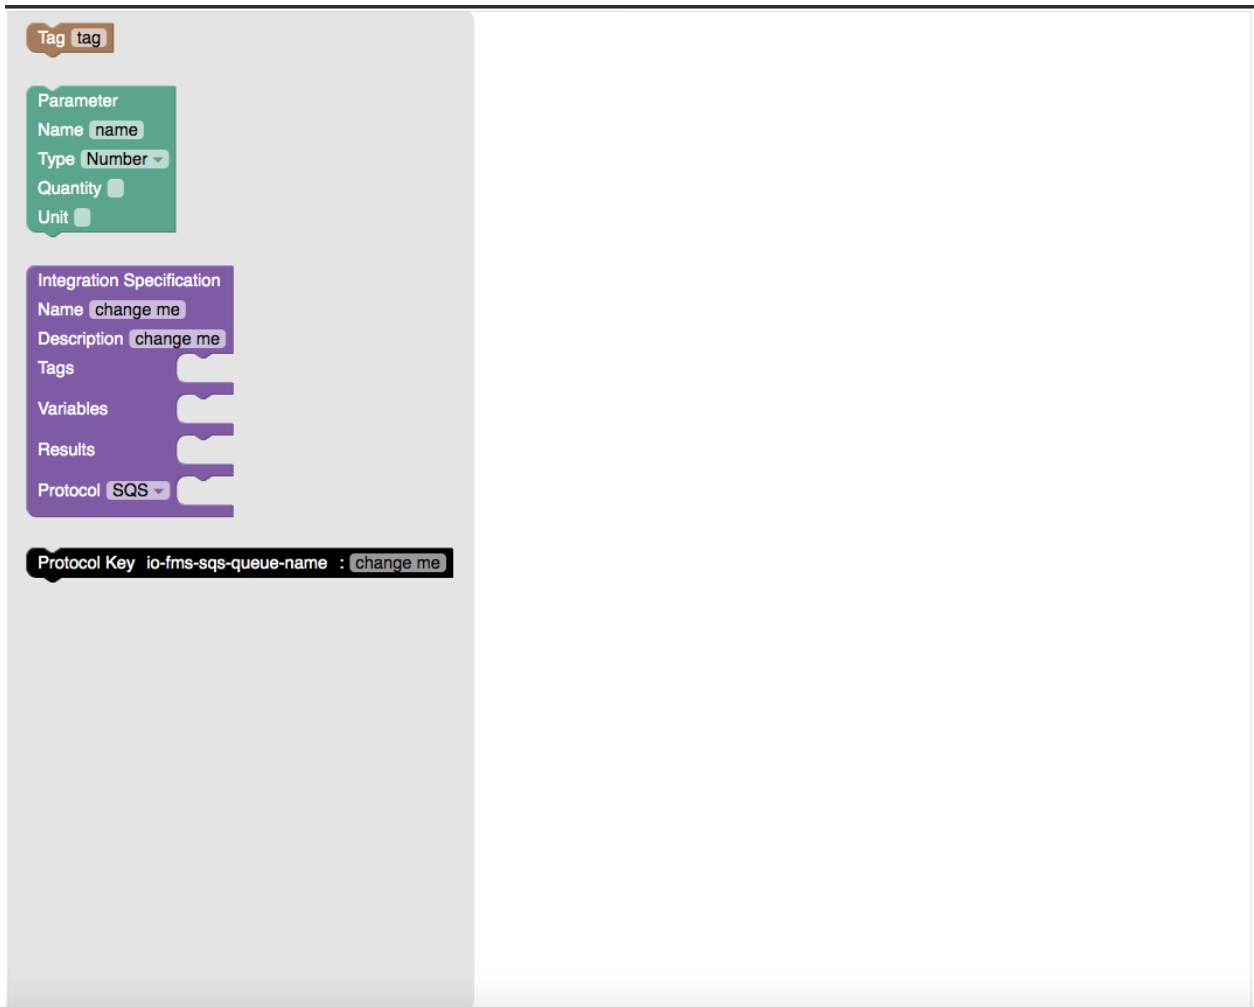 Tag tag
Parameter
Name name
Type Number
Quantity
Unit
Integration Specification
Name change me
Description change me
Tags
Variables
Results
Protocol SQS
Protocol Key io-fms-sqs-queue-name : change me